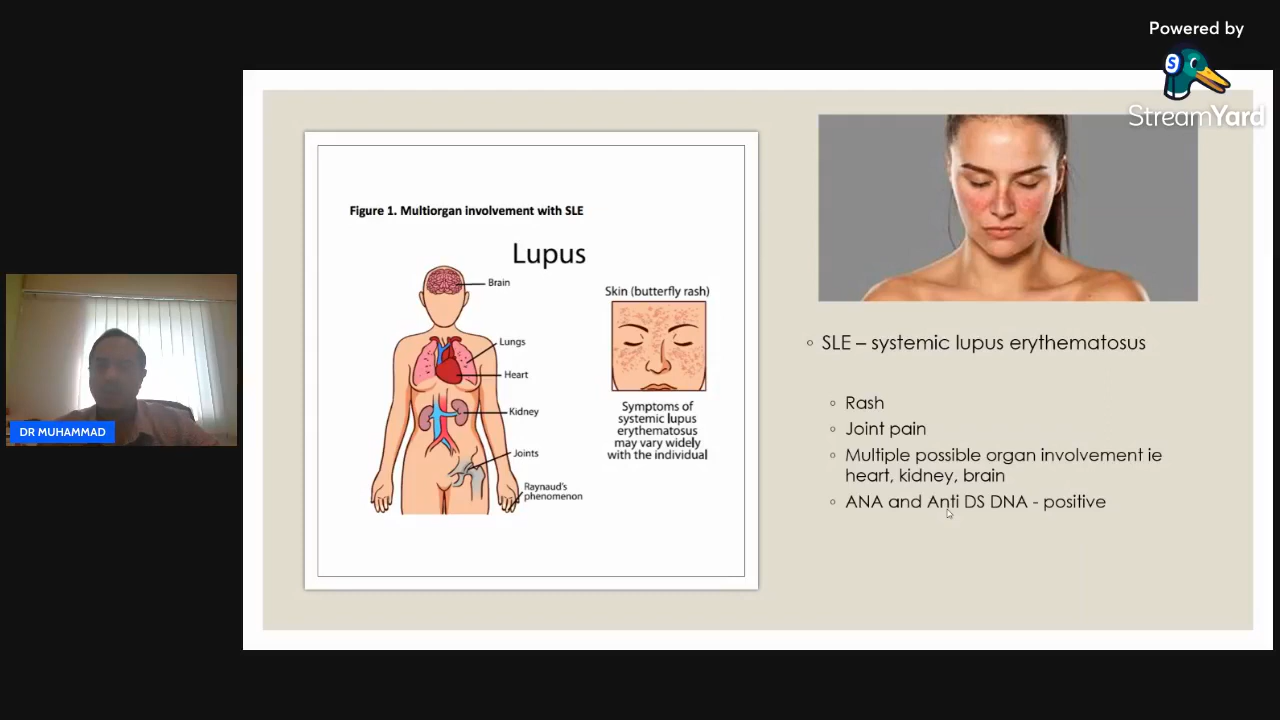 Powered by
S
StreamYard
Figure 1. Multiorgan involvement with SLE
Lupus
Brain
Lungs
Heart
Kidney
Joints
Raynaud's
phenomenon
Skin (butterfly rash)
Symptoms of
systemic lupus
erythematosus
may vary widely
with the individual
SLE – systemic lupus erythematosus
Rash
Joint pain
Multiple possible organ involvement ie
heart, kidney, brain
ANA and Anti DS DNA - positive
DR MUHAMMAD